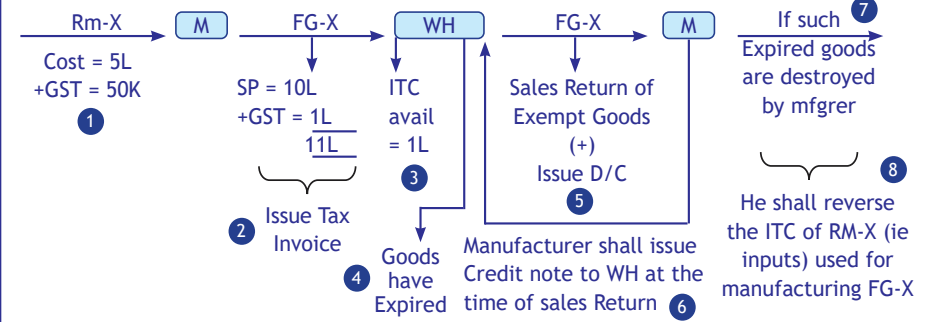 Rm-X
M
FG-X
WH
FG-X
M
If such 7
Expired goods
are destroyed
by mfgrer
Cost = 5L
+GST = 50K
1
SP = 10L
+GST = 1L
11L
2 Issue Tax
Invoice
ITC
avail
= 1L
3
4 Goods
have
Expired
Sales Return of
Exempt Goods
(+)
Issue D/C
5
Manufacturer shall issue
Credit note to WH at the
time of sales Return 6
8
He shall reverse
the ITC of RM-X (ie
inputs) used for
manufacturing FG-X